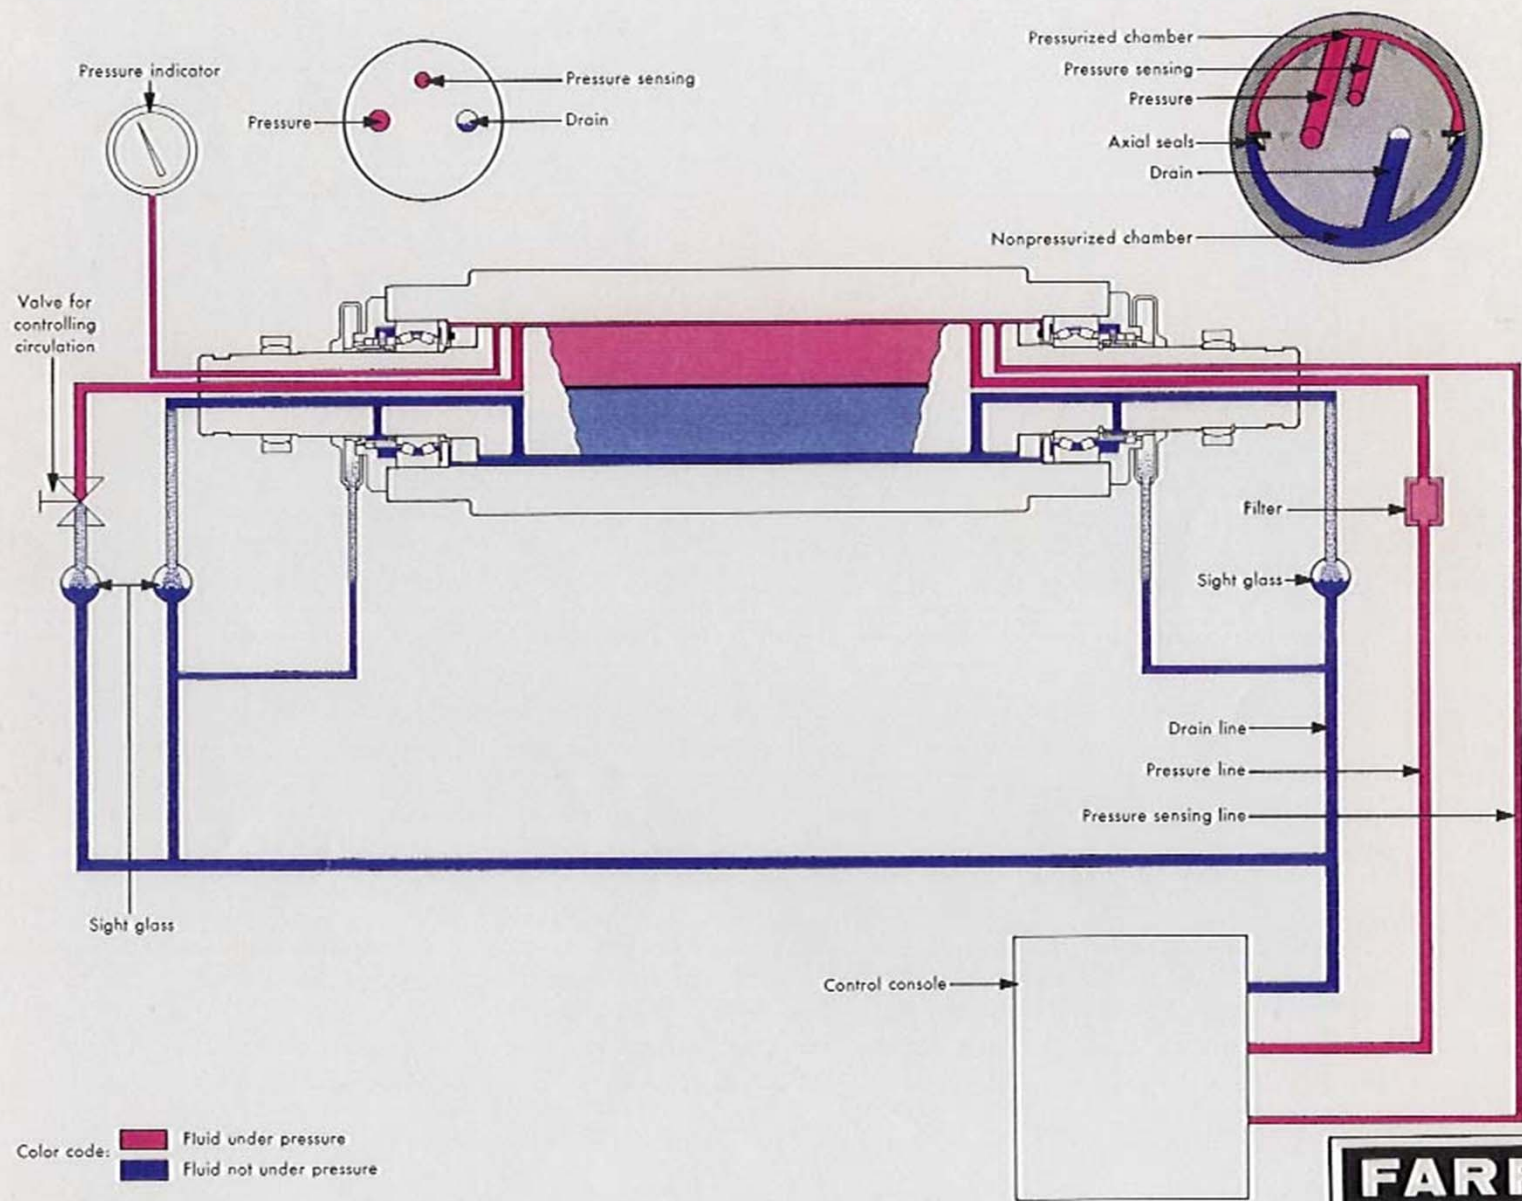 Pressure indicator
Pressure sensing
Pressure
Drain
Pressurized chamber
Pressure sensing
Pressure
Axial seals
Drain
Nonpressurized chamber
Valve for
controlling
circulation
Filter
Sight glass
Drain line
Pressure line
Pressure sensing line
Sight glass
Control console
Color code:
Fluid under pressure
Fluid not under pressure